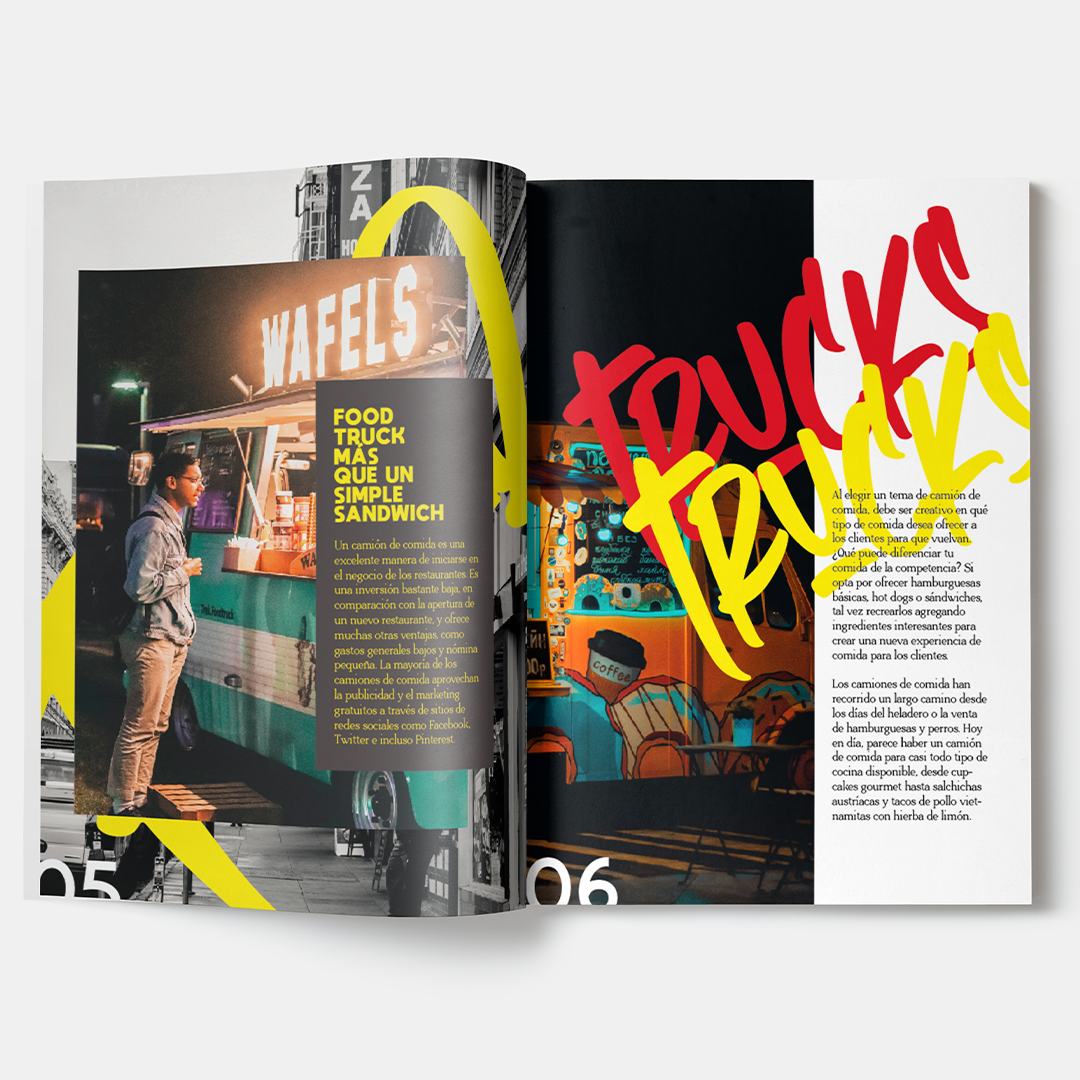 ZA
HO
WAFELS
FOOD
TRUCK
MÁS
QUE UN
SIMPLE
SANDWICH
Un camión de comida es una
excelente manera de iniciarse en
el negocio de los restaurantes. Es
una inversión bastante baja, en
comparación con la apertura de
un nuevo restaurante, y ofrece
muchas otras ventajas, como
gastos generales bajos y nómina
pequeña. La mayoría de los
camiones de comida aprovechan
la publicidad y el marketing
gratuitos a través de sitios de
redes sociales como Facebook,
Twitter e incluso Pinterest.
05
TRUCKS
TRUCKS
coffee
Al elegir un tema de camión de
comida, debe ser creativo en qué
tipo de comida desea ofrecer a
los clientes para que vuelvan.
¿Qué puede diferenciar tu
comida de la competencia? Si
opta por ofrecer hamburguesas
básicas, hot dogs o sándwiches,
tal vez recrearlos agregando
ingredientes interesantes para
crear una nueva experiencia de
comida para los clientes.
Los camiones de comida han
recorrido un largo camino desde
los días del heladero o la venta
de hamburguesas y perros. Hoy
en día, parece haber un camión
de comida para casi todo tipo de
cocina disponible, desde cup-
cakes gourmet hasta salchichas
austríacas y tacos de pollo viet-
namitas con hierba de limón.
06